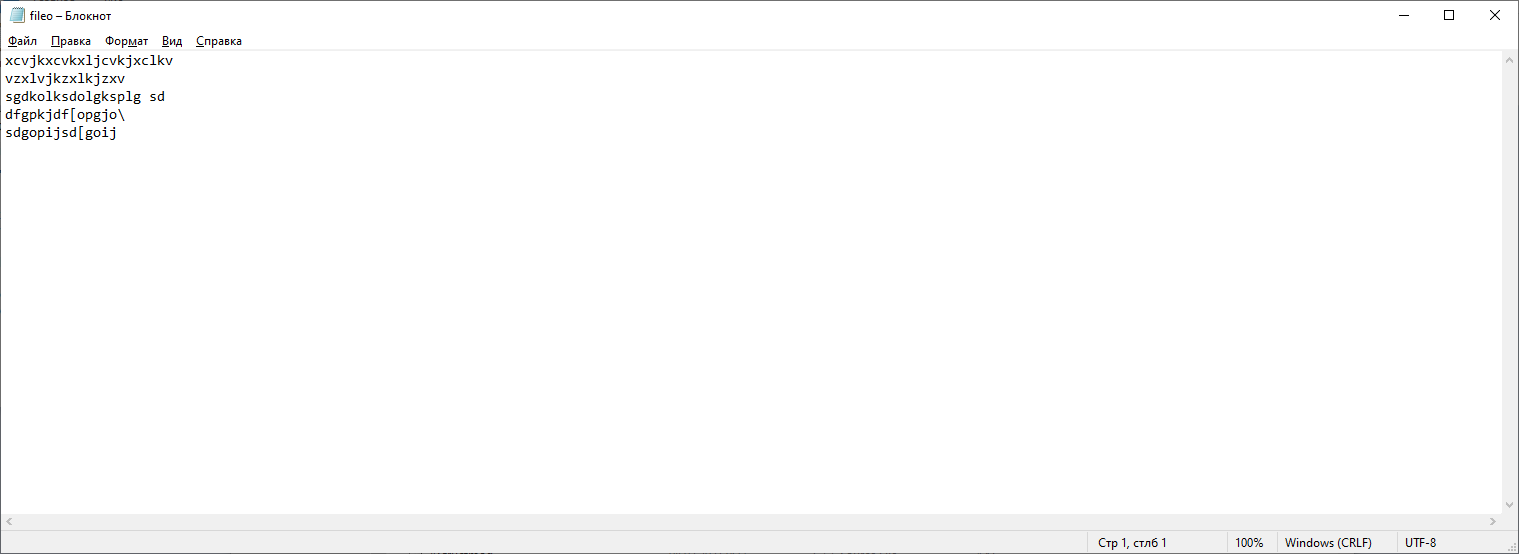 fileo – Блокнот
Файл Правка Формат Вид Справка
xcvjkxcvkxljcvkjxclkv
vzxlvjkzxlkjzxv
sgdkolksdolgksplg sd
dfgpkjdf[opgjo\
sdgopijsd[goij
Стр 1, стлб 1 100% Windows (CRLF) UTF-8